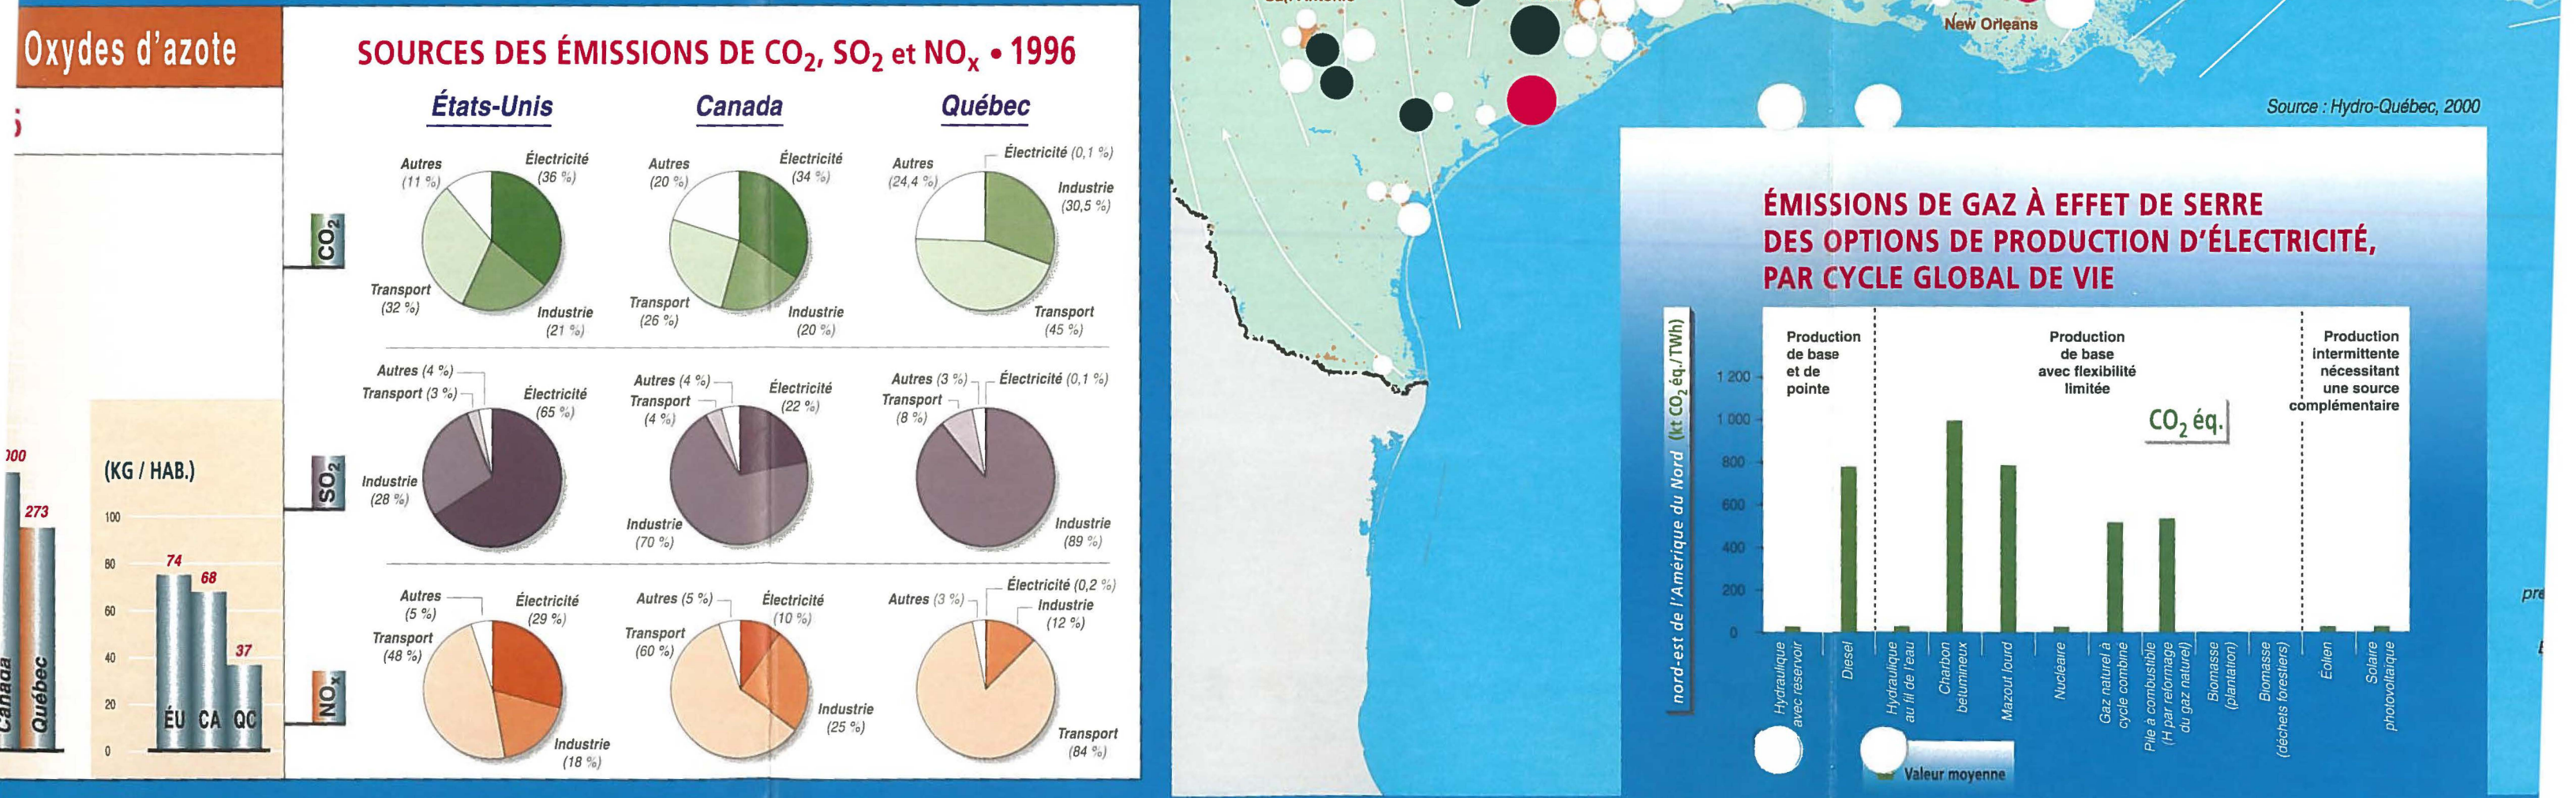 Oxydes d'azote
273
(KG / HAB.)
100
80
60
40
20
0
74
68
37
ÉU CA QC
Canada
Québec
SOURCES DES ÉMISSIONS DE CO₂, SO₂ et NOₓ • 1996
États-Unis
Canada
Québec
CO₂
Autres
(11 %)
Électricité
(36 %)
Transport
(32 %)
Industrie
(21 %)
Autres
(20 %)
Électricité
(34 %)
Transport
(26 %)
Industrie
(20 %)
Autres
(24,4 %)
Électricité (0,1 %)
Industrie
(30,5 %)
Transport
(45 %)
SO₂
Autres (4 %)
Transport (3 %)
Électricité
(65 %)
Industrie
(28 %)
Autres (4 %)
Transport
(4 %)
Électricité
(22 %)
Industrie
(70 %)
Autres (3 %)
Électricité (0,1 %)
Transport
(8 %)
Industrie
(89 %)
NOₓ
Autres
(5 %)
Électricité
(29 %)
Transport
(48 %)
Industrie
(18 %)
Autres (5 %)
Électricité
(10 %)
Transport
(60 %)
Industrie
(25 %)
Autres (3 %)
Électricité (0,2 %)
Industrie
(12 %)
Transport
(84 %)
New Orleans
Source : Hydro-Québec, 2000
ÉMISSIONS DE GAZ À EFFET DE SERRE
DES OPTIONS DE PRODUCTION D'ÉLECTRICITÉ,
PAR CYCLE GLOBAL DE VIE
nord-est de l'Amérique du Nord (kt CO₂ éq./TWh)
1 200
1 000
800
600
400
200
0
Production
de base
et de
pointe
Production
de base
avec flexibilité
limitée
Production
intermittente
nécessitant
une source
complémentaire
CO₂ éq.
Hydraulique
avec reservoir
Diesel
Hydraulique
au fil de l'eau
Charbon
bitumineux
Mazout lourd
Nucléaire
Gaz naturel à
cycle combiné
Pile à combustible
(H par reformage
du gaz naturel)
Biomasse
(plantation)
Biomasse
(déchets forestiers)
Éolien
Solaire
photovoltaïque
Valeur moyenne